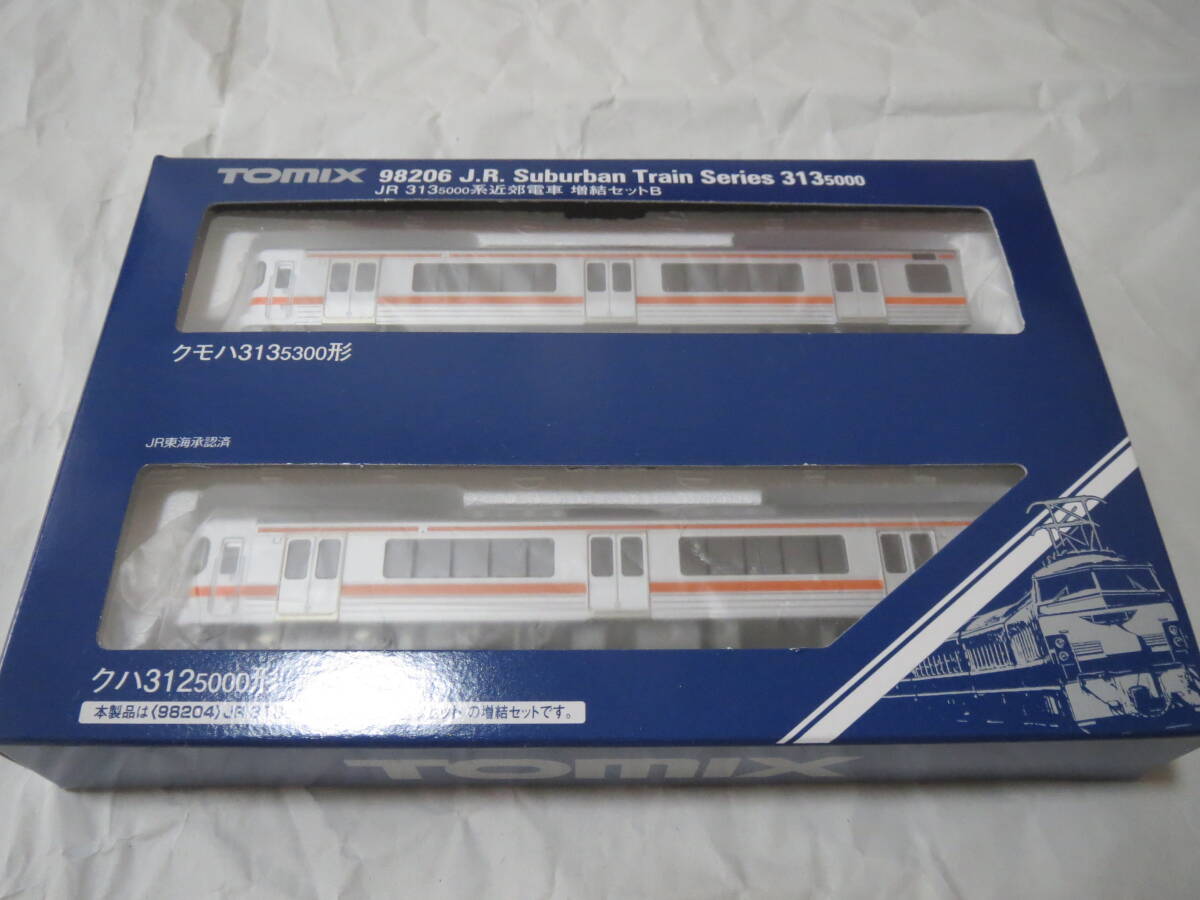 TOMIX 98206 J.R. Suburban Train Series 3135000
JR 3135000系近郊電車 増結セットB
クモハ3135300形
JR東海承認済
クハ3125000形
本製品は〈98204〉JR 313 セット の増結セットです。
TOMIX